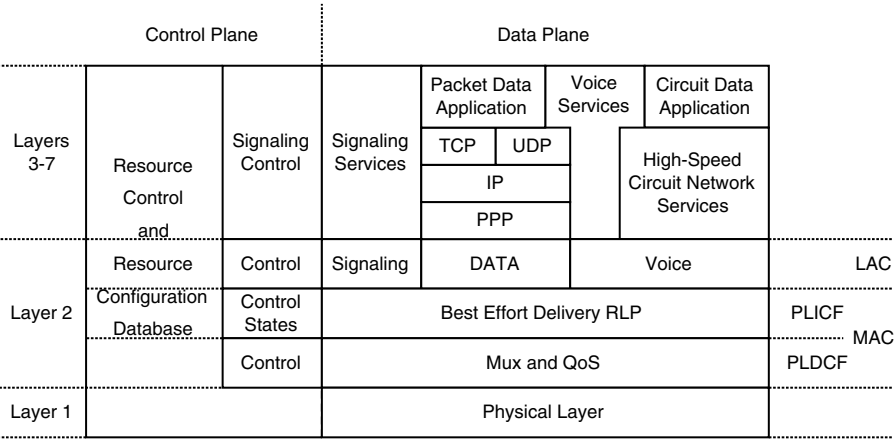 Control Plane
Data Plane
Layers
3-7
Resource
Control
and
Resource
Configuration
Database
Signaling
Control
Signaling
Services
Packet Data
Application
Voice
Services
Circuit Data
Application
TCP
UDP
IP
PPP
High-Speed
Circuit Network
Services
Layer 2
Control
Signaling
DATA
Voice
LAC
Control
States
Best Effort Delivery RLP
PLICF
MAC
Control
Mux and QoS
PLDCF
Layer 1
Physical Layer